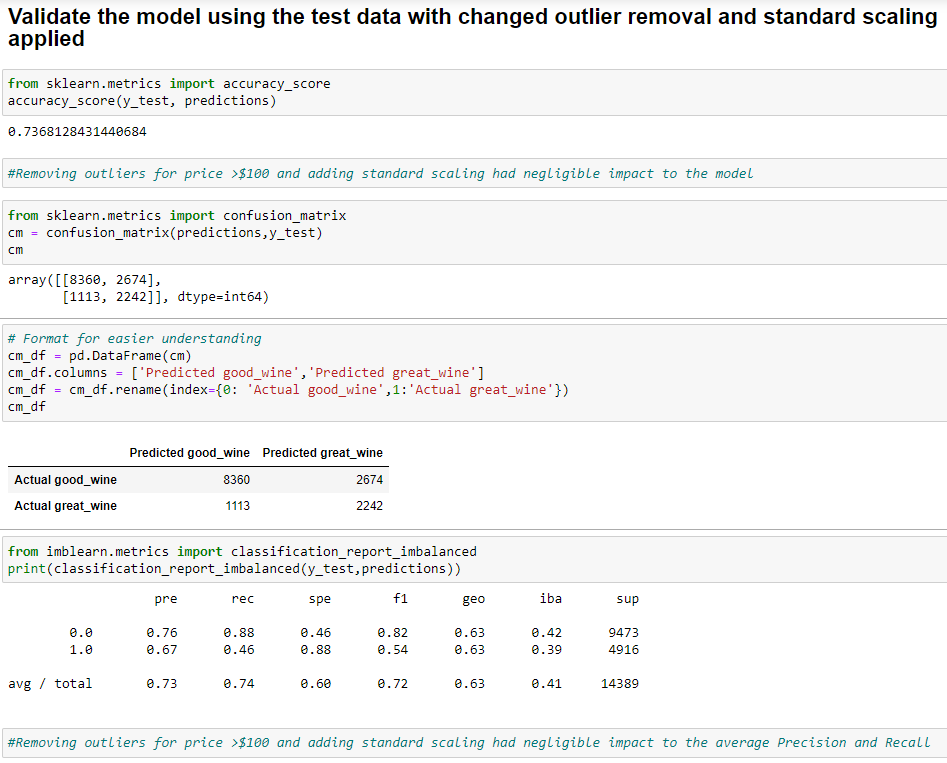 Validate the model using the test data with changed outlier removal and standard scaling
applied
from sklearn.metrics import accuracy_score
accuracy_score(y_test, predictions)
0.7368128431440684
#Removing outliers for price >$100 and adding standard scaling had negligible impact to the model
from sklearn.metrics import confusion_matrix
cm = confusion_matrix(predictions,y_test)
cm
array([[8360, 2674],
       [1113, 2242]], dtype=int64)
# Format for easier understanding
cm_df = pd.DataFrame(cm)
cm_df.columns = ['Predicted good_wine','Predicted great_wine']
cm_df = cm_df.rename(index={0: 'Actual good_wine',1:'Actual great_wine'})
cm_df
Predicted good_wine Predicted great_wine
Actual good_wine 8360 2674
Actual great_wine 1113 2242
from imblearn.metrics import classification_report_imbalanced
print(classification_report_imbalanced(y_test,predictions))
pre rec spe f1 geo iba sup
0.0 0.76 0.88 0.46 0.82 0.63 0.42 9473
1.0 0.67 0.46 0.88 0.54 0.63 0.39 4916
avg / total 0.73 0.74 0.60 0.72 0.63 0.41 14389
#Removing outliers for price >$100 and adding standard scaling had negligible impact to the average Precision and Recall